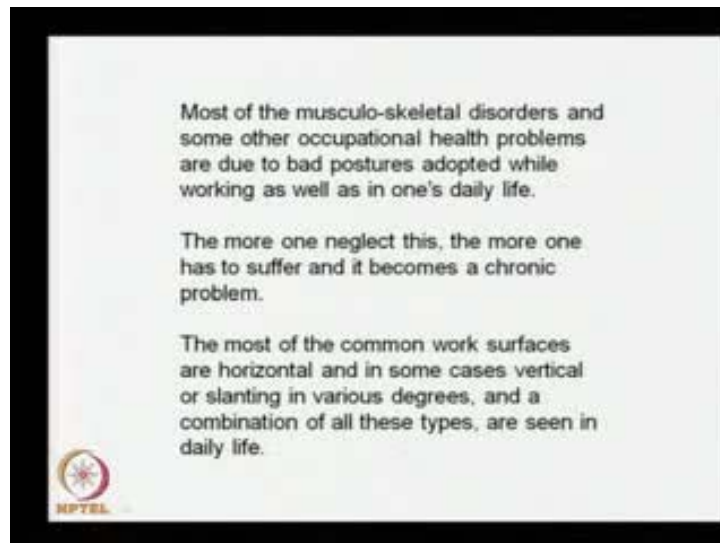 Most of the musculo-skeletal disorders and
some other occupational health problems
are due to bad postures adopted while
working as well as in one's daily life.
The more one neglect this, the more one
has to suffer and it becomes a chronic
problem.
The most of the common work surfaces
are horizontal and in some cases vertical
or slanting in various degrees, and a
combination of all these types, are seen in
daily life.
NPTEL